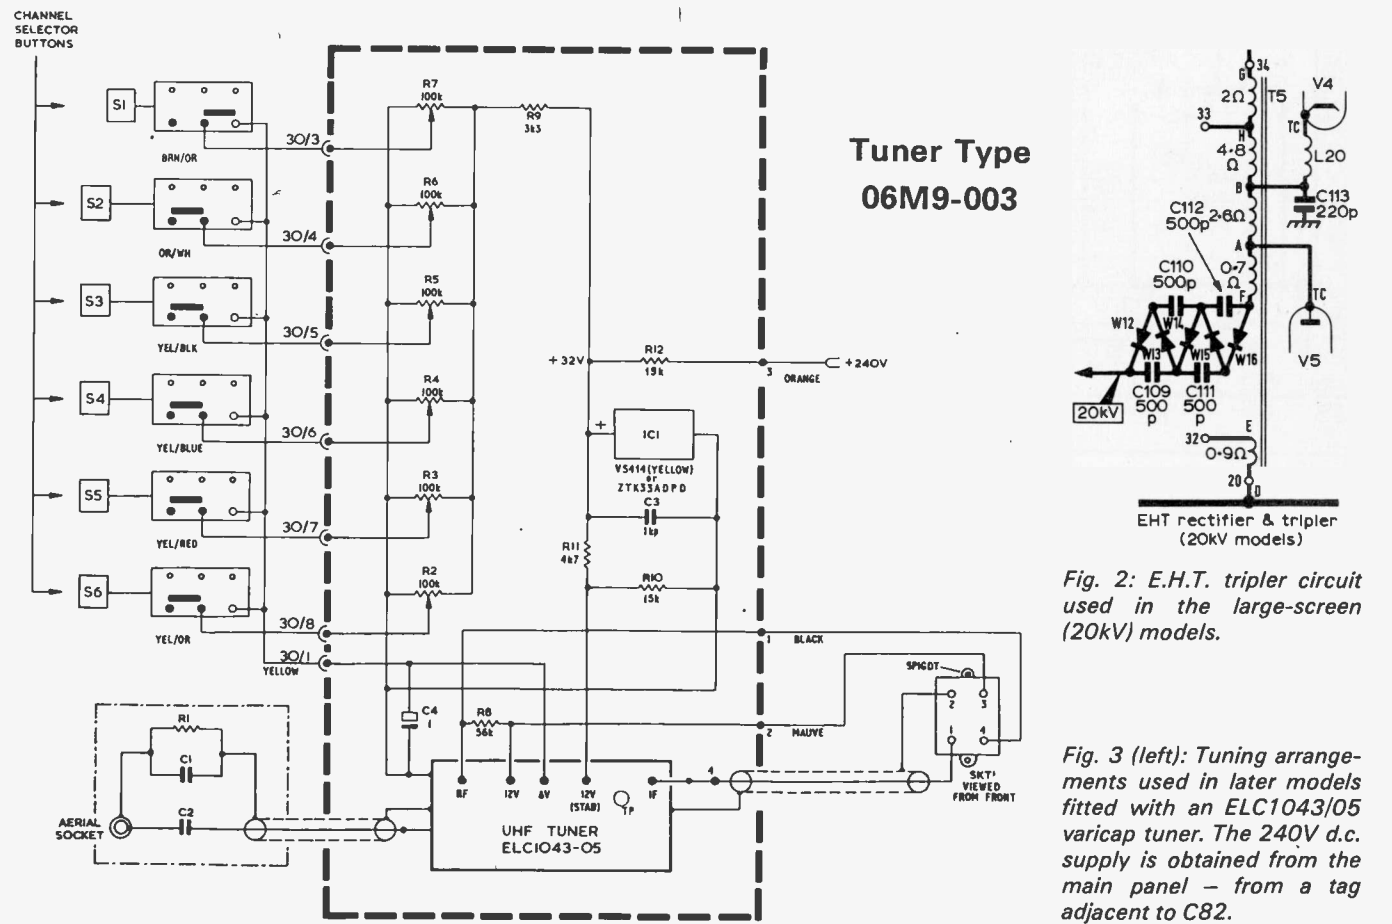 CHANNEL
SELECTOR
BUTTONS
S1
BRN/OR
30/3
S2
OR/WH
30/4
S3
YEL/BLK
30/5
S4
YEL/BLUE
30/6
S5
YEL/RED
30/7
S6
YEL/OR
30/8
30/1
YELLOW
R7
100k
R9
3k3
R6
100k
R5
100k
R4
100k
R3
100k
R2
100k
+32V
R12
3
ORANGE
+240V
+
IC1
VS414(YELLOW)
or
ZTK33ADPD
C3
1kp
R11
4k7
R10
15k
1
BLACK
C4
1
R8
56k
2
MAUVE
SPIGOT
2
3
1
4
SKT1
VIEWED
FROM FRONT
RF
12V
AV
12V
(STAB)
TP
IF
4
UHF TUNER
ELC1043-05
R1
C1
C2
AERIAL
SOCKET
Tuner Type
06M9-003
34
G
2Ω
T5
V4
33
H
TC
4·8
Ω
L20
B
C113
220p
C112
500p
2·6Ω
A
C110
500p
0·7
Ω
F
TC
W12
W14
W13
W15
W16
V5
C109
500
p
C111
500
p
20kV
E
32
0·9Ω
20
D
EHT rectifier & tripler
(20kV models)
Fig. 2: E.H.T. tripler circuit
used in the large-screen
(20kV) models.
Fig. 3 (left): Tuning arrange-
ments used in later models
fitted with an ELC1043/05
varicap tuner. The 240V d.c.
supply is obtained from the
main panel – from a tag
adjacent to C82.